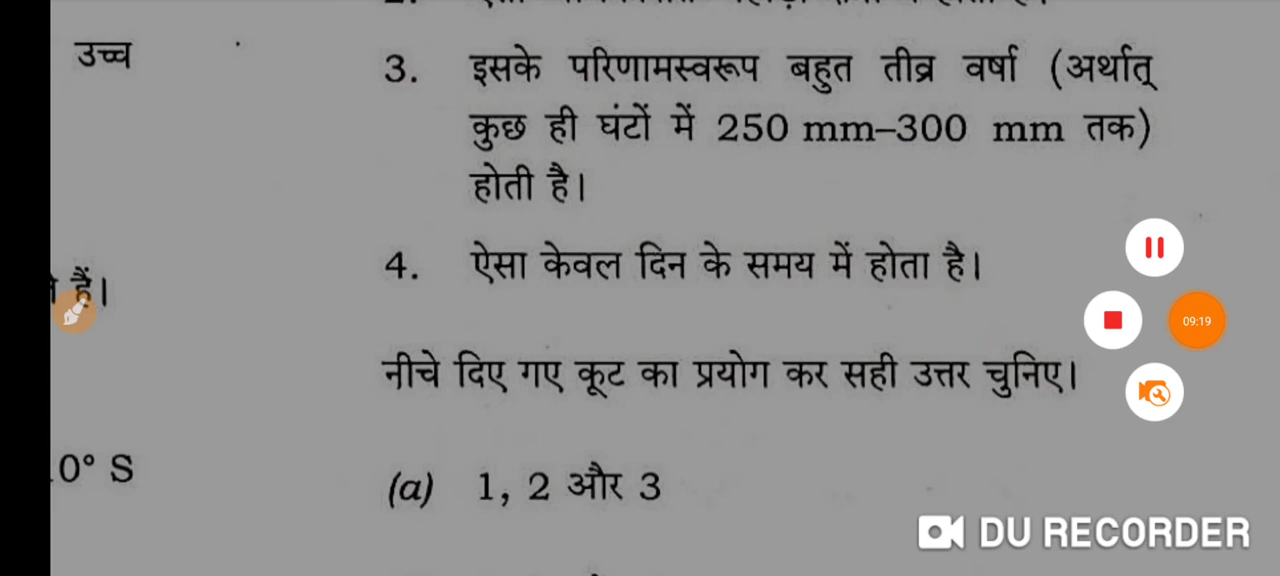 उच्च
3. इसके परिणामस्वरूप बहुत तीव्र वर्षा (अर्थात्
कुछ ही घंटों में 250 mm–300 mm तक)
होती है।
4. ऐसा केवल दिन के समय में होता है।
हैं।
नीचे दिए गए कूट का प्रयोग कर सही उत्तर चुनिए।
0° S
(a) 1, 2 और 3
09:19
DU RECORDER